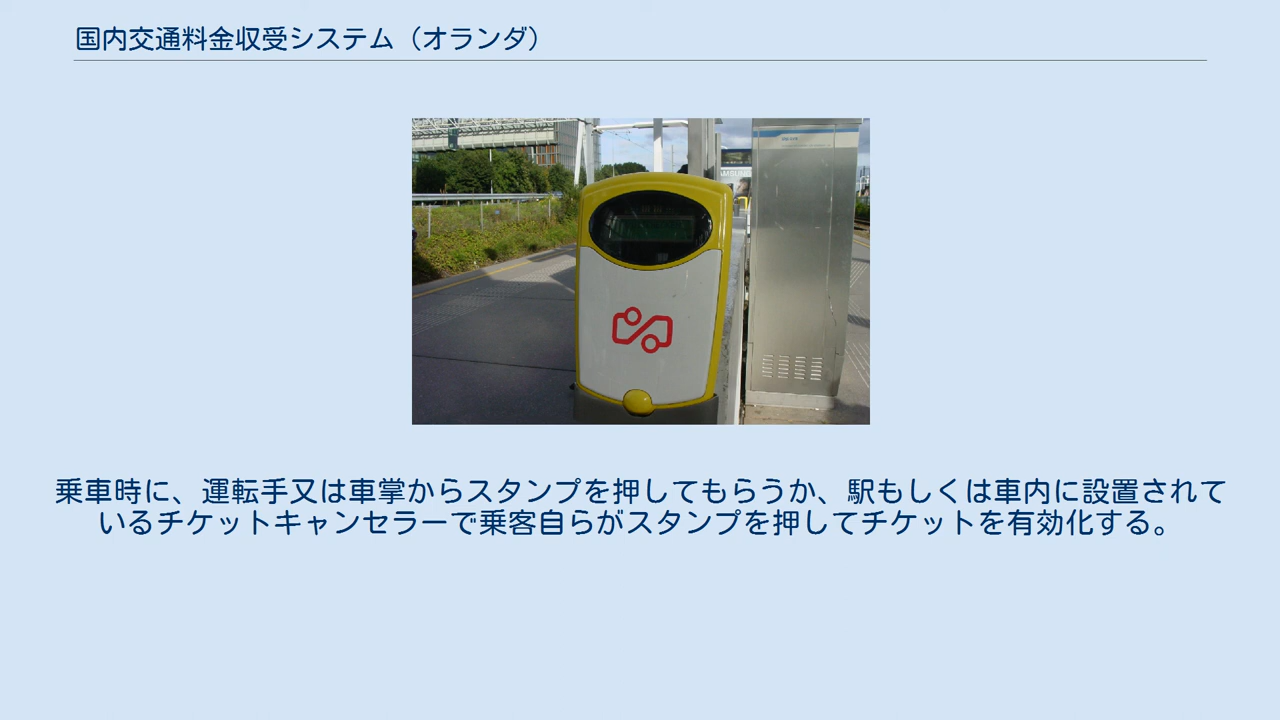 国内交通料金収受システム（オランダ）
乗車時に、運転手又は車掌からスタンプを押してもらうか、駅もしくは車内に設置されて
いるチケットキャンセラーで乗客自らがスタンプを押してチケットを有効化する。